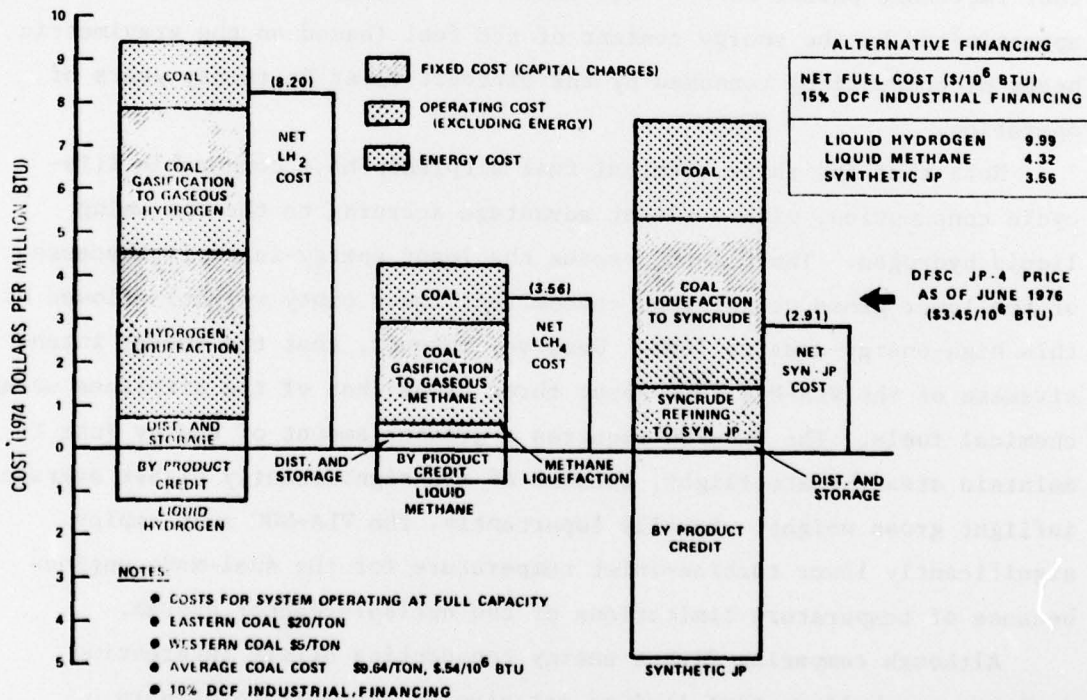 10
9
8
7
6
5
4
3
2
1
0
1
2
3
4
5
COST* (1974 DOLLARS PER MILLION BTU)
COAL
COAL
GASIFICATION
TO GASEOUS
HYDROGEN
HYDROGEN
LIQUEFACTION
DIST. AND
STORAGE
BY PRODUCT
CREDIT
LIQUID
HYDROGEN
(8.20)
NET
LH2
COST
FIXED COST (CAPITAL CHARGES)
OPERATING COST
(EXCLUDING ENERGY)
ENERGY COST
COAL
COAL
GASIFICATION
TO GASEOUS
METHANE
DIST. AND
STORAGE
BY PRODUCT
CREDIT
LIQUID
METHANE
METHANE
LIQUEFACTION
(3.56)
NET
LCH4
COST
COAL
COAL
LIQUEFACTION
TO SYNCRUDE
SYNCRUDE
REFINING
TO SYN JP
DIST. AND
STORAGE
BY PRODUCT
CREDIT
SYNTHETIC JP
(2.91)
NET
SYN JP
COST
ALTERNATIVE FINANCING
NET FUEL COST ($/10⁶ BTU)
15% DCF INDUSTRIAL FINANCING
LIQUID HYDROGEN 9.99
LIQUID METHANE 4.32
SYNTHETIC JP 3.56
DFSC JP-4 PRICE
AS OF JUNE 1976
($3.45/10⁶ BTU)
NOTES:
● COSTS FOR SYSTEM OPERATING AT FULL CAPACITY
● EASTERN COAL $20/TON
● WESTERN COAL $5/TON
● AVERAGE COAL COST BTU)
● 10% DCF INDUSTRIAL FINANCING